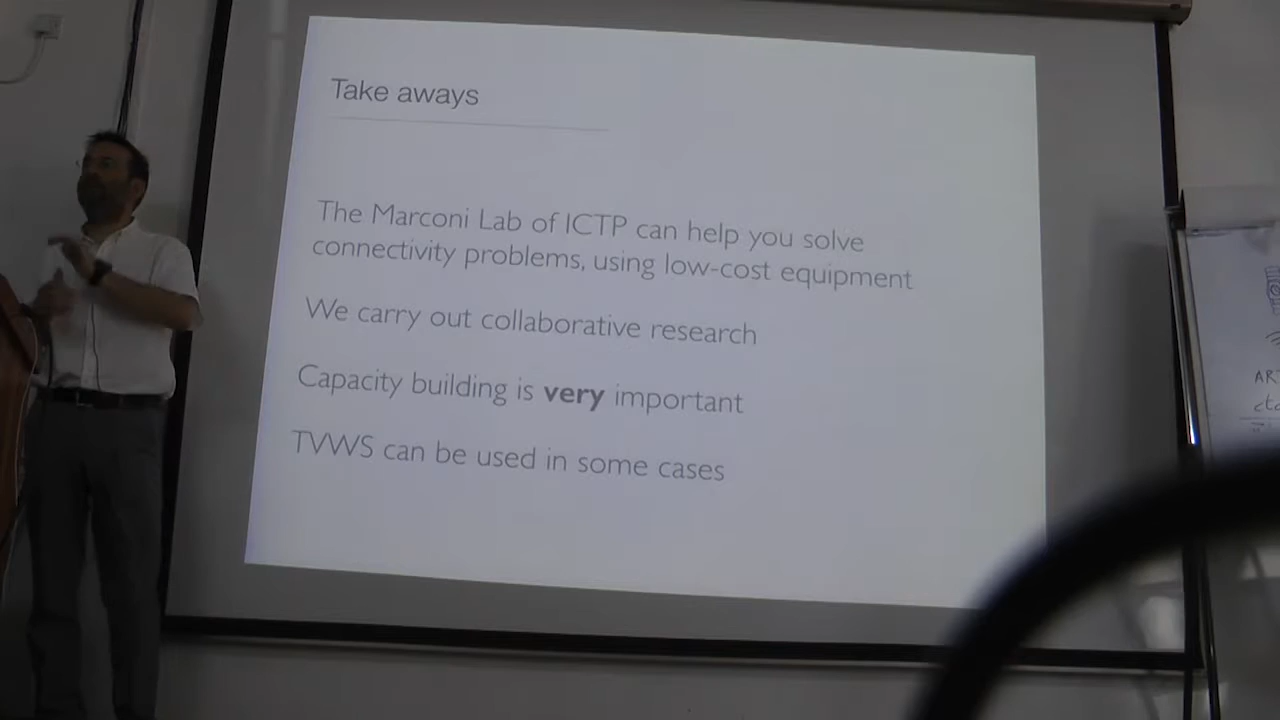 Take aways
The Marconi Lab of ICTP can help you solve
connectivity problems, using low-cost equipment
We carry out collaborative research
Capacity building is very important
TVWS can be used in some cases